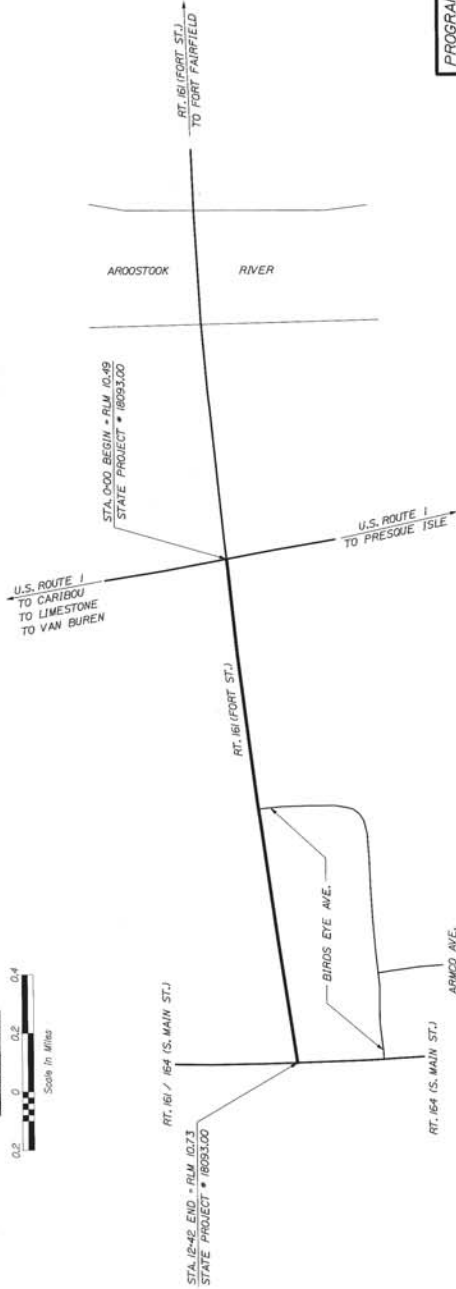 PROGRA
RT. 161 (FORT ST.)
TO FORT FAIRFIELD
AROOSTOOK RIVER
STA. 0+00 BEGIN = RLM 10.49
STATE PROJECT # 18093.00
U.S. ROUTE 1
TO CARIBOU
TO LIMESTONE
TO VAN BUREN
U.S. ROUTE 1
TO PRESQUE ISLE
RT. 161 (FORT ST.)
BIRDS EYE AVE.
0.2 0 0.2 0.4
Scale in Miles
RT. 161 / 164 (S. MAIN ST.)
ARMCO AVE.
STA. 12+42 END = RLM 10.73
STATE PROJECT # 18093.00
RT. 164 (S. MAIN ST.)